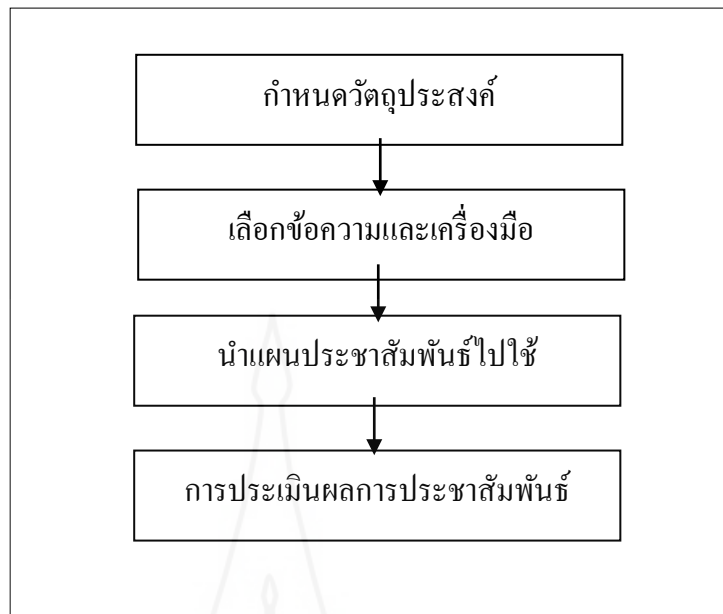 กำหนดวัตถุประสงค์
เลือกข้อความและเครื่องมือ
นำแผนประชาสัมพันธ์ไปใช้
การประเมินผลการประชาสัมพันธ์